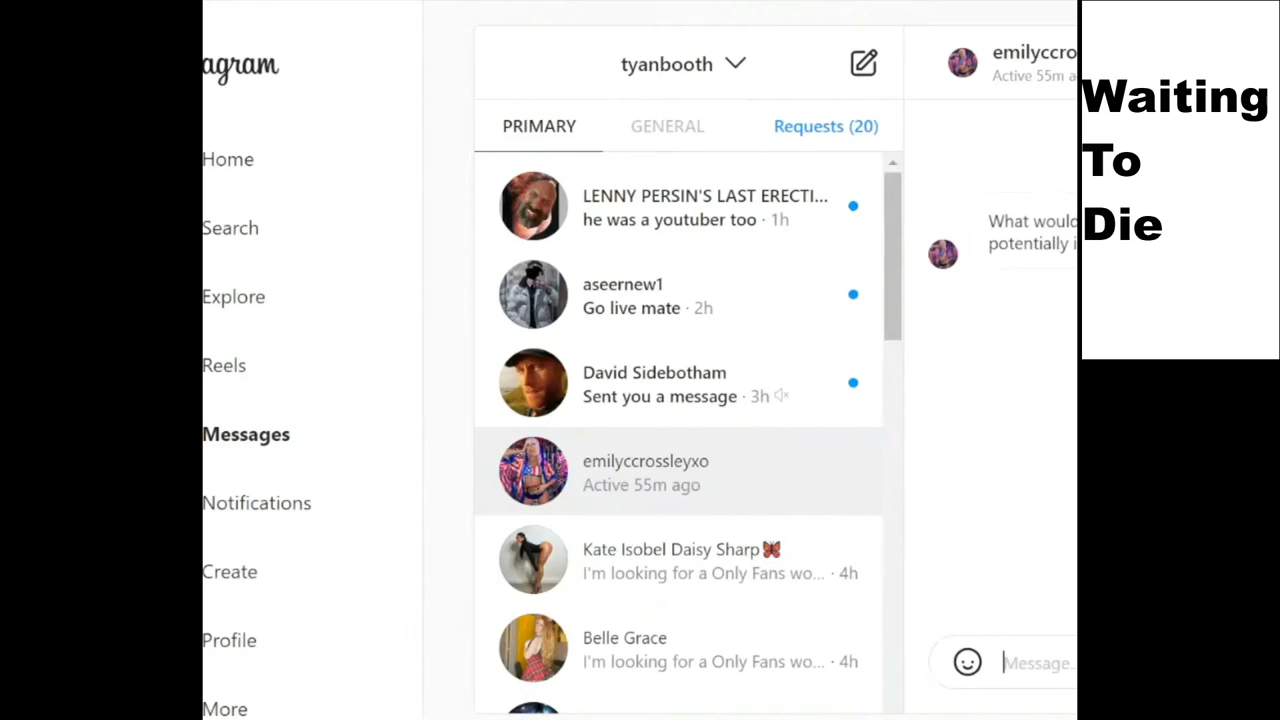 agram
Home
Search
Explore
Reels
Messages
Notifications
Create
Profile
More
tyanbooth
PRIMARY
GENERAL
Requests (20)
LENNY PERSIN'S LAST ERECTI...
he was a youtuber too · 1h
aseernew1
Go live mate · 2h
David Sidebotham
Sent you a message · 3h
emilyccrossleyxo
Active 55m ago
Kate Isobel Daisy Sharp🦋
I'm looking for a Only Fans wo... · 4h
Belle Grace
I'm looking for a Only Fans wo... · 4h
emilyccro
Active 55m a
What would
potentially i
Message...
Waiting
To
Die